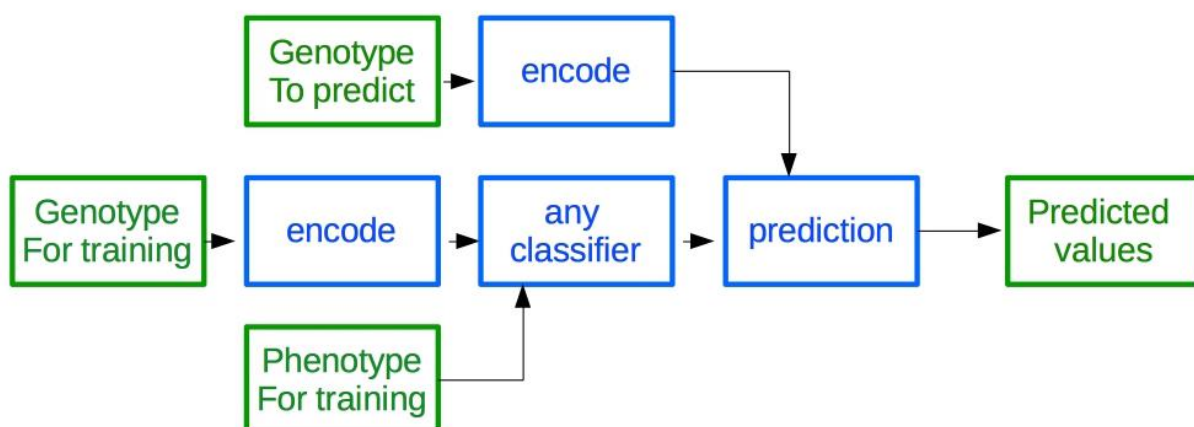 Genotype
To predict
encode
Genotype
For training
encode
any
classifier
prediction
Predicted
values
Phenotype
For training